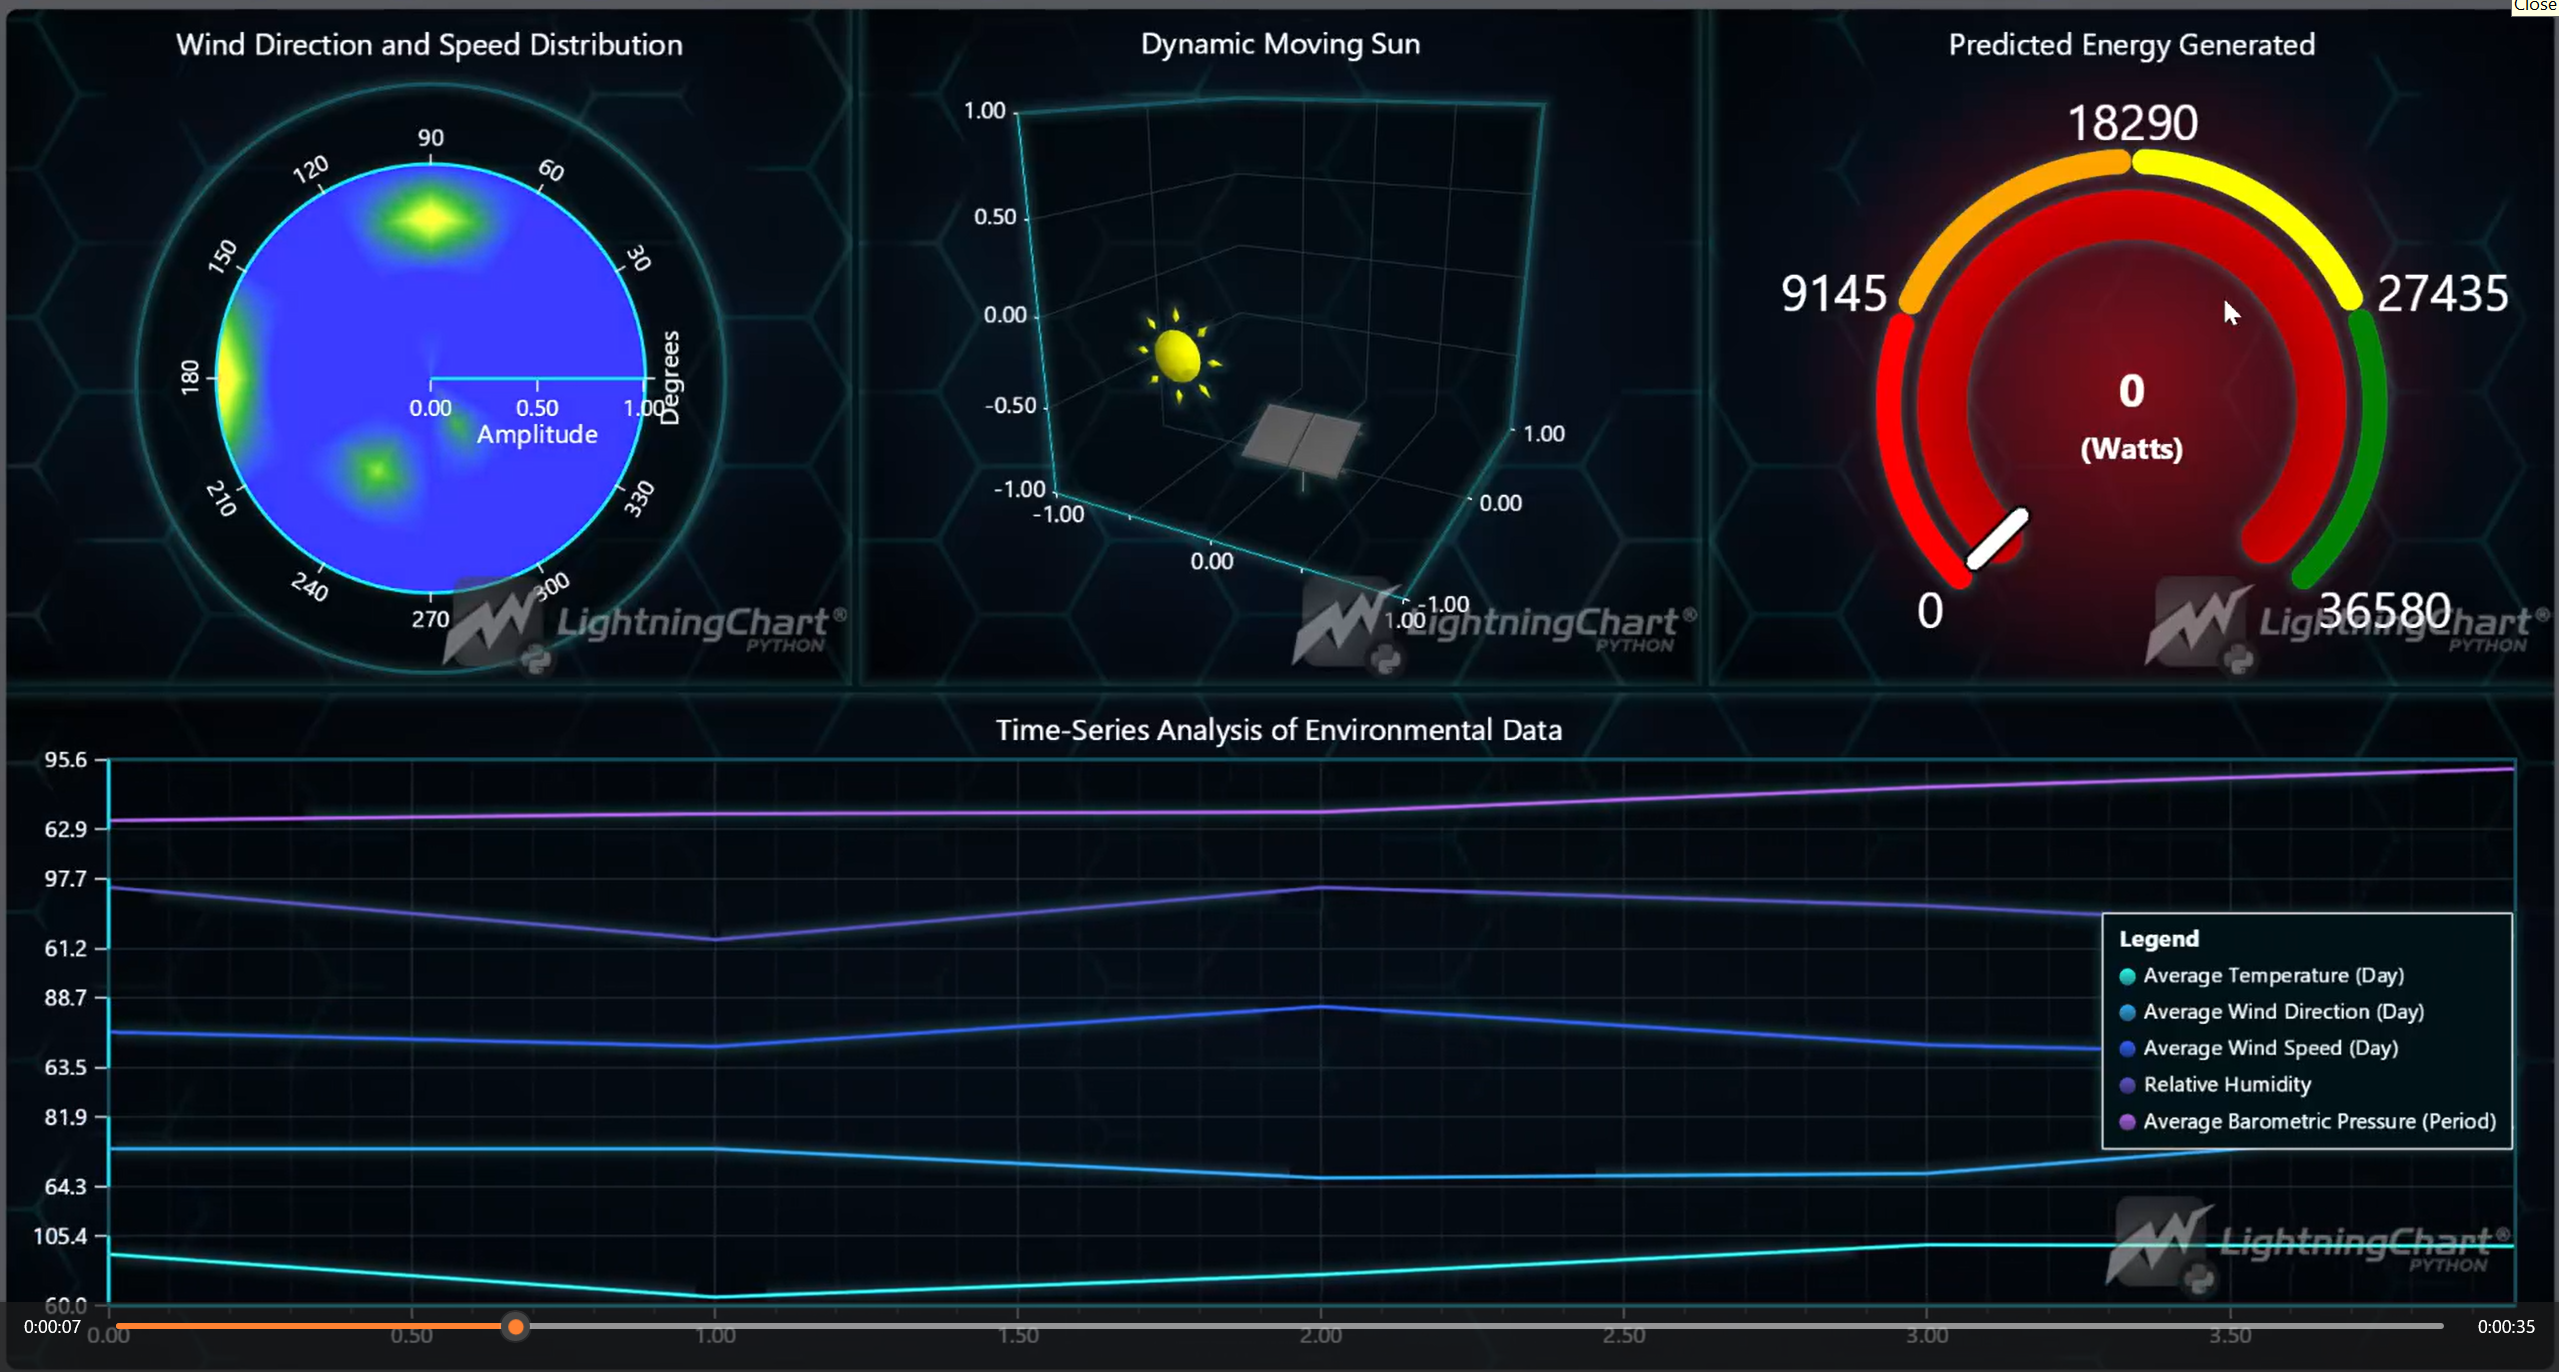 Close
Wind Direction and Speed Distribution
90
120
60
150
30
180
Degrees
0.00
0.50
1.00
Amplitude
210
330
240
300
270
LightningChart®
PYTHON
Dynamic Moving Sun
1.00
0.50
0.00
-0.50
-1.00
-1.00
0.00
1.00
1.00
0.00
-1.00
LightningChart®
PYTHON
Predicted Energy Generated
18290
9145
27435
0
(Watts)
0
36580
LightningChart®
PYTHON
Time-Series Analysis of Environmental Data
95.6
62.9
97.7
61.2
88.7
63.5
81.9
64.3
105.4
60.0
Legend
Average Temperature (Day)
Average Wind Direction (Day)
Average Wind Speed (Day)
Relative Humidity
Average Barometric Pressure (Period)
LightningChart®
PYTHON
0:00:07
0.00
0.50
1.00
1.50
2.00
2.50
3.00
3.50
0:00:35